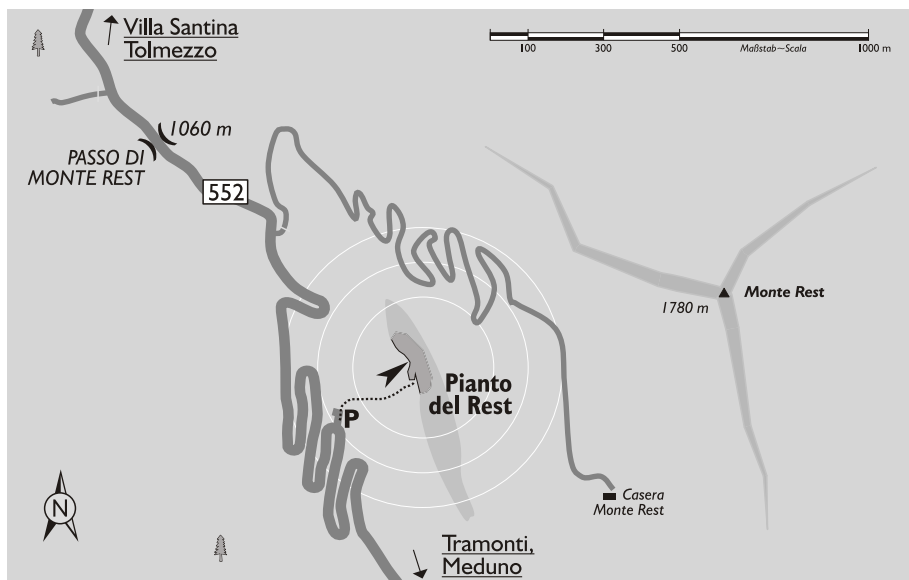 Villa Santina
Tolmezzo
100 300 500 Maßstab~Scala 1000 m
1060 m
PASSO DI
MONTE REST
552
1780 m
Monte Rest
Pianto
del Rest
P
Casera
Monte Rest
N
Tramonti,
Meduno